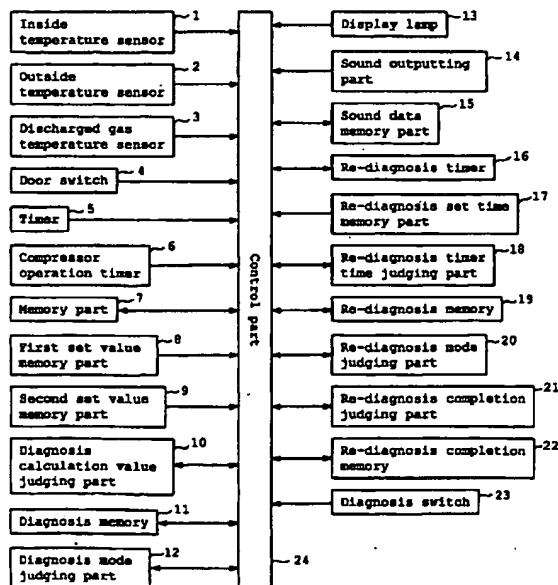 Inside
temperature sensor
1
Outside
temperature sensor
2
Discharged gas
temperature sensor
3
Door switch
4
Timer
5
Compressor
operation timer
6
Memory part
7
First set value
memory part
8
Second set value
memory part
9
Diagnosis
calculation value
judging part
10
Diagnosis memory
11
Diagnosis mode
judging part
12
Control part
24
Display lamp
13
Sound outputting
part
14
Sound data
memory part
15
Re-diagnosis timer
16
Re-diagnosis set time
memory part
17
Re-diagnosis timer
time judging part
18
Re-diagnosis memory
19
Re-diagnosis mode
judging part
20
Re-diagnosis completion
judging part
21
Re-diagnosis
completion memory
22
Diagnosis switch
23